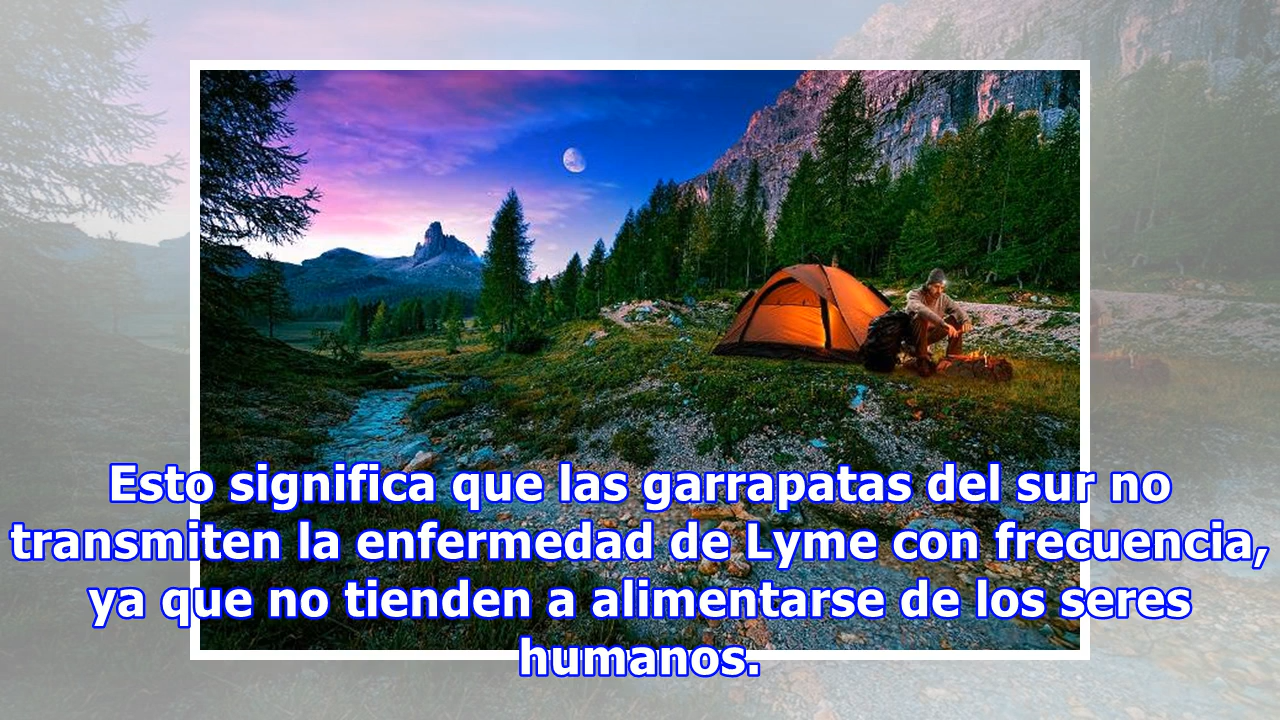 Esto significa que las garrapatas del sur no
transmiten la enfermedad de Lyme con frecuencia,
ya que no tienden a alimentarse de los seres
humanos.